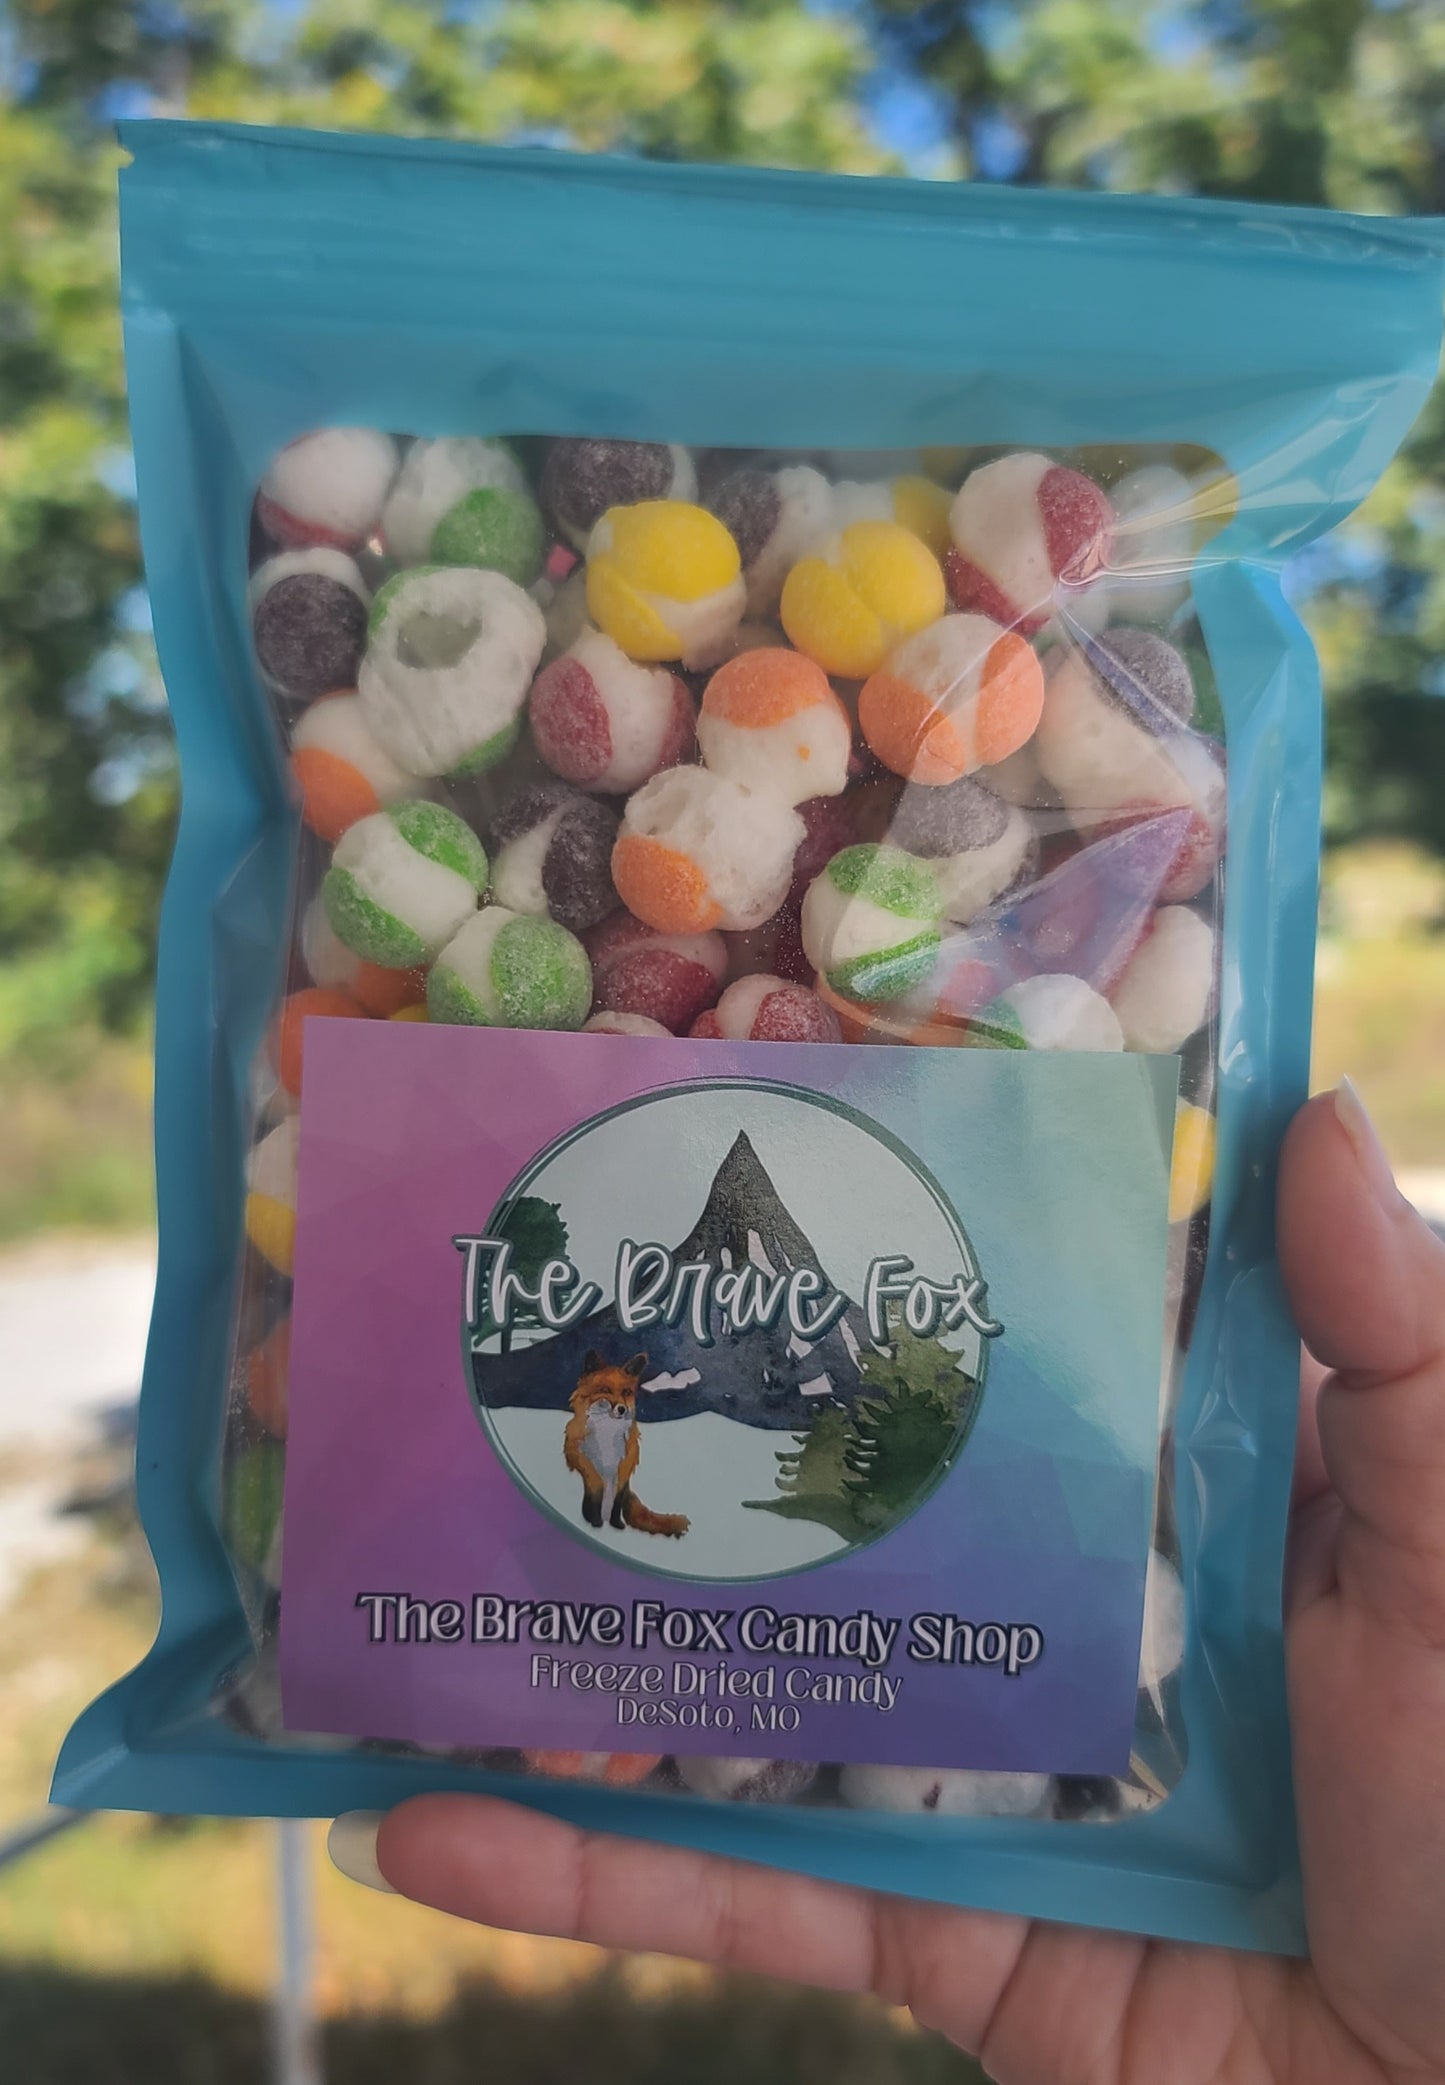 The Brave Fox
The Brave Fox Candy Shop
Freeze Dried Candy
DeSoto, MO